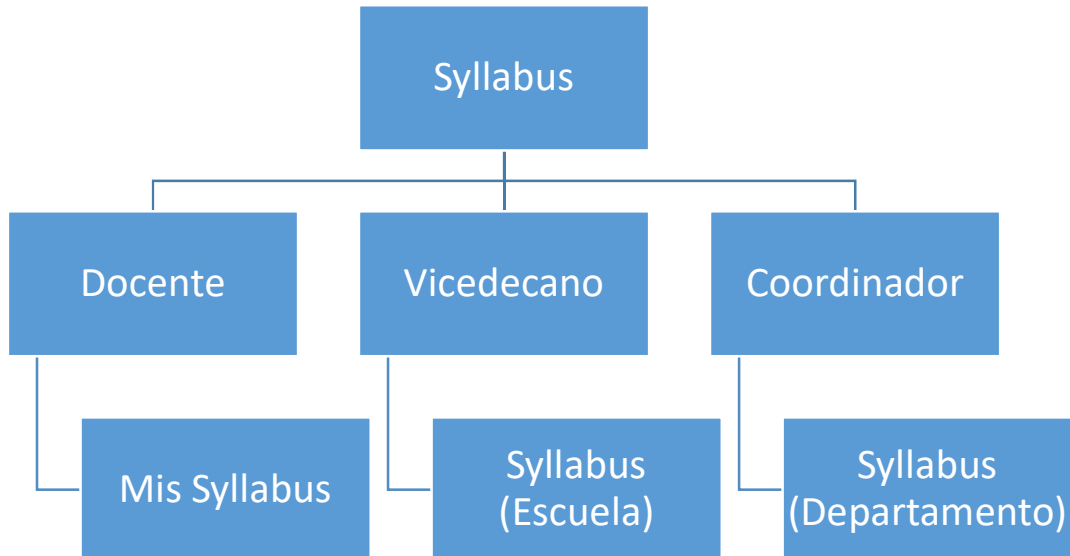 Syllabus
Docente
Vicedecano
Coordinador
Mis Syllabus
Syllabus
(Escuela)
Syllabus
(Departamento)